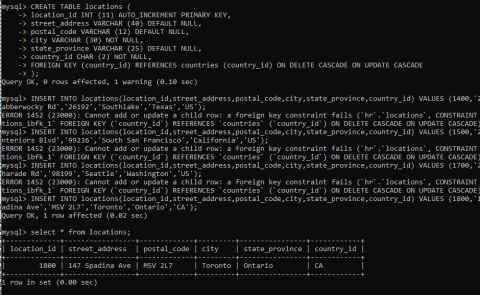 mysql> CREATE TABLE locations (
-> location_id INT (11) AUTO_INCREMENT PRIMARY KEY,
-> street_address VARCHAR (40) DEFAULT NULL,
-> postal_code VARCHAR (12) DEFAULT NULL,
-> city VARCHAR (30) NOT NULL,
-> state_province VARCHAR (25) DEFAULT NULL,
-> country_id CHAR (2) NOT NULL,
-> FOREIGN KEY (country_id) REFERENCES countries (country_id) ON DELETE CASCADE ON UPDATE CASCADE
-> );
Query OK, 0 rows affected, 1 warning (0.10 sec)
mysql> INSERT INTO locations(location_id,street_address,postal_code,city,state_province,country_id) VALUES (1400,'2
abberwocky Rd','26192','Southlake','Texas','US');
ERROR 1452 (23000): Cannot add or update a child row: a foreign key constraint fails (`hr`.`locations`, CONSTRAINT
tions_ibfk_1` FOREIGN KEY (`country_id`) REFERENCES `countries` (`country_id`) ON DELETE CASCADE ON UPDATE CASCADE)
mysql> INSERT INTO locations(location_id,street_address,postal_code,city,state_province,country_id) VALUES (1500,'2
nteriors Blvd','99236','South San Francisco','California','US');
ERROR 1452 (23000): Cannot add or update a child row: a foreign key constraint fails (`hr`.`locations`, CONSTRAINT
tions_ibfk_1` FOREIGN KEY (`country_id`) REFERENCES `countries` (`country_id`) ON DELETE CASCADE ON UPDATE CASCADE)
mysql> INSERT INTO locations(location_id,street_address,postal_code,city,state_province,country_id) VALUES (1700,'2
harade Rd','98199','Seattle','Washington','US');
ERROR 1452 (23000): Cannot add or update a child row: a foreign key constraint fails (`hr`.`locations`, CONSTRAINT
tions_ibfk_1` FOREIGN KEY (`country_id`) REFERENCES `countries` (`country_id`) ON DELETE CASCADE ON UPDATE CASCADE)
mysql> INSERT INTO locations(location_id,street_address,postal_code,city,state_province,country_id) VALUES (1800,'1
adina Ave','M5V 2L7','Toronto','Ontario','CA');
Query OK, 1 row affected (0.02 sec)
mysql> select * from locations;
| location_id | street_address | postal_code | city | state_province | country_id |
| 1800 | 147 Spadina Ave | M5V 2L7 | Toronto | Ontario | CA |
1 row in set (0.00 sec)